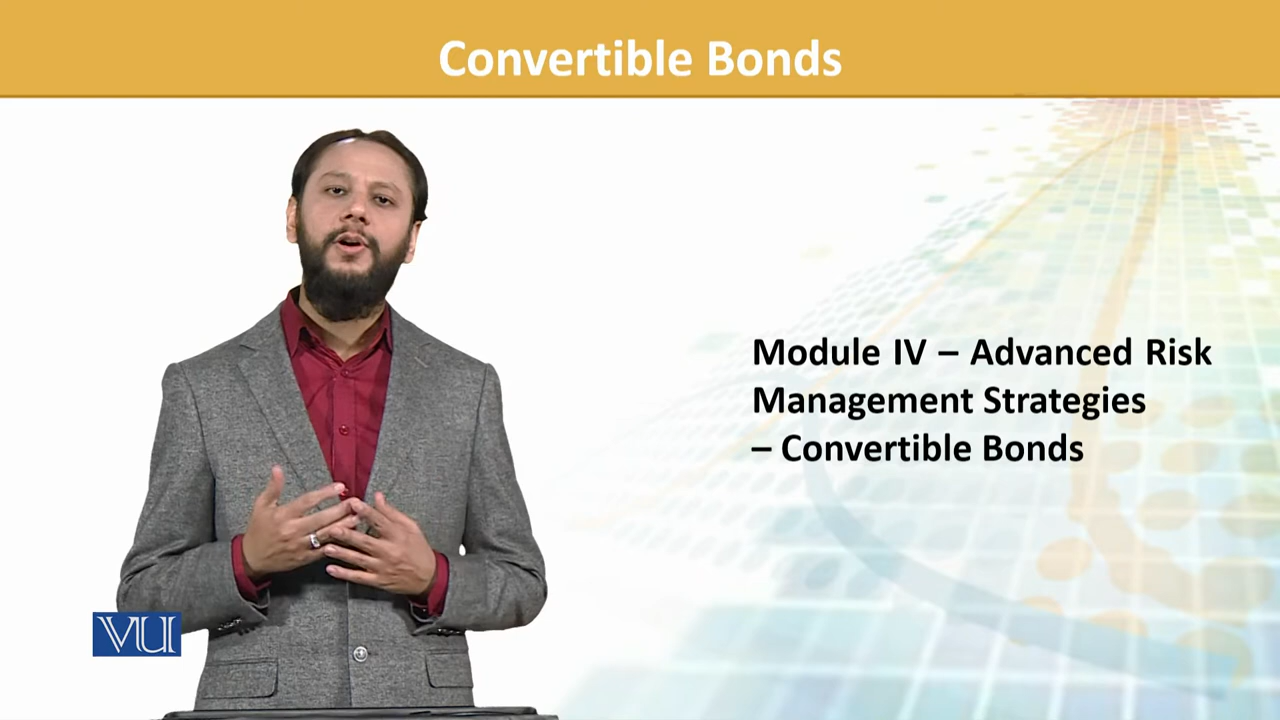 Convertible Bonds
Module IV – Advanced Risk
Management Strategies
– Convertible Bonds
VU